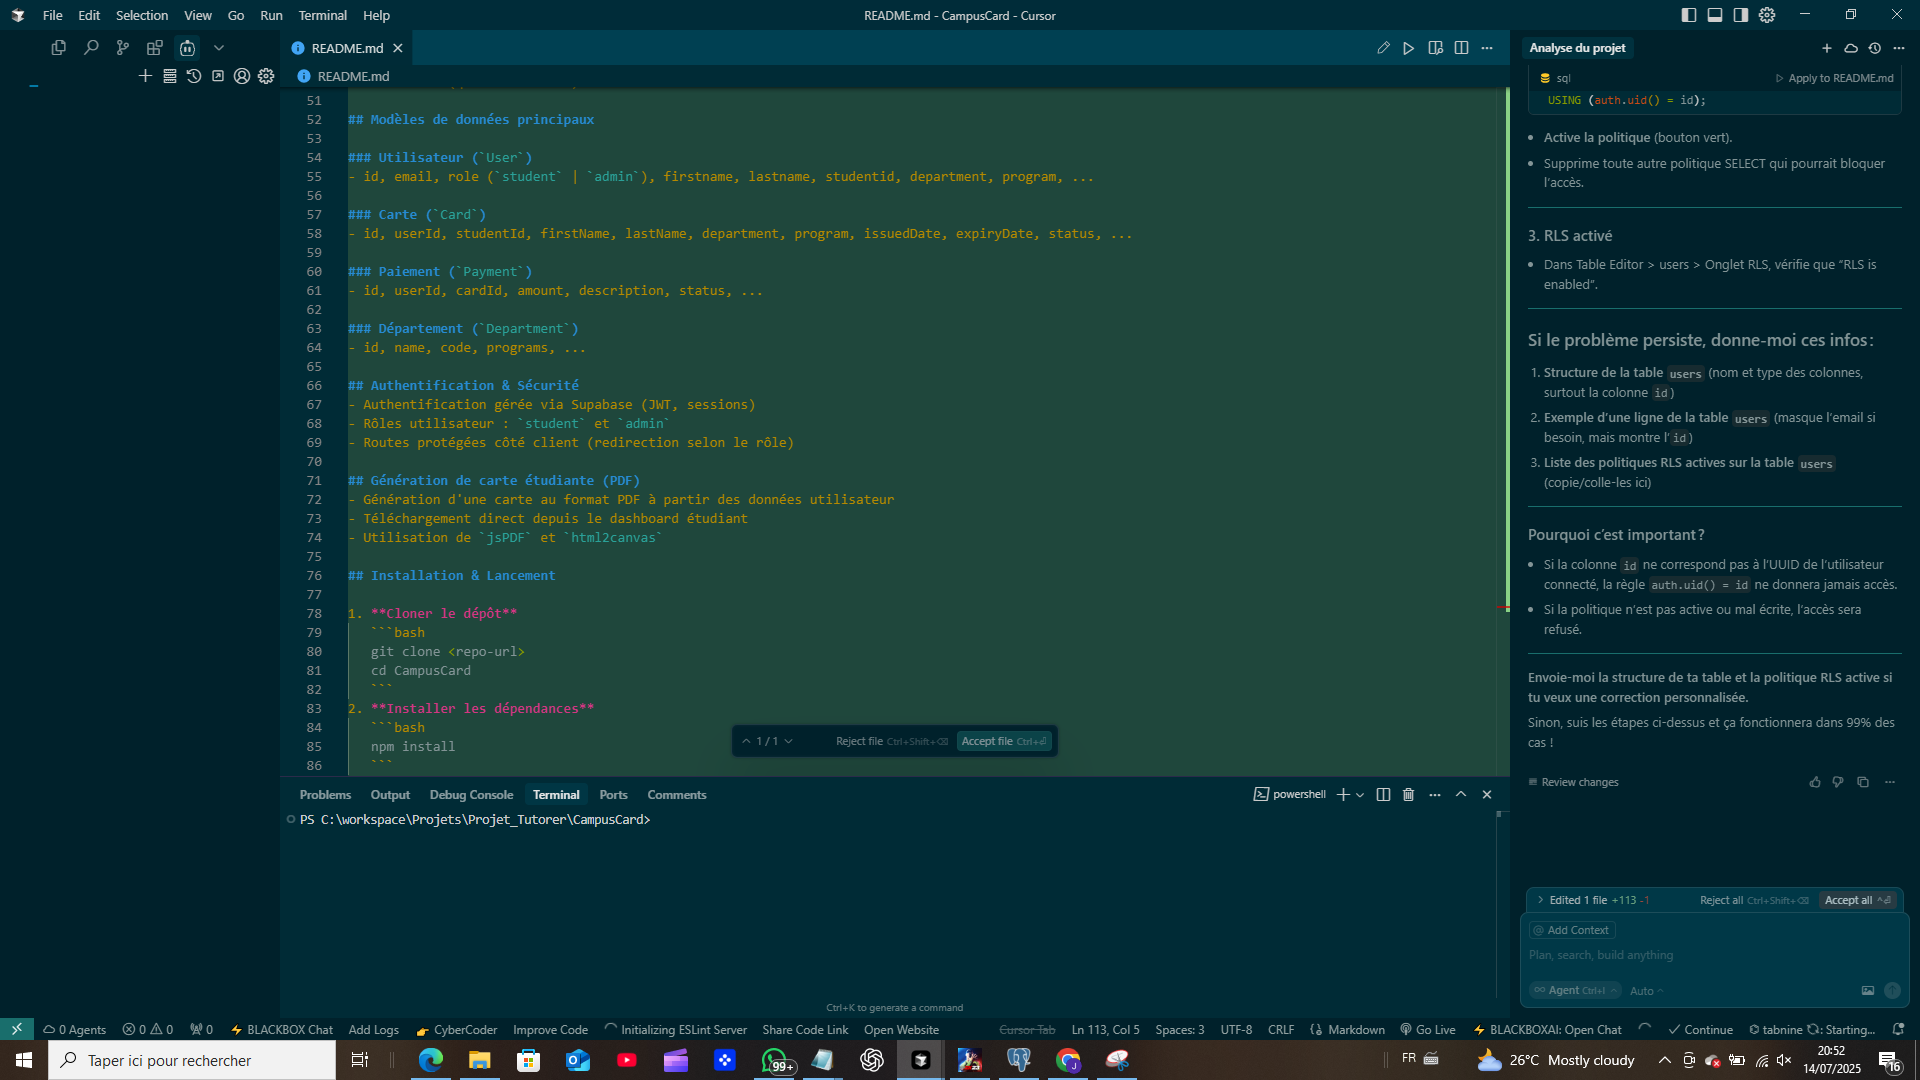 File Edit Selection View Go Run Terminal Help
README.md - CampusCard - Cursor
README.md
README.md
51
52 ## Modèles de données principaux
53
54 ### Utilisateur (`User`)
55 - id, email, role (`student` | `admin`), firstname, lastname, studentid, department, program, ...
56
57 ### Carte (`Card`)
58 - id, userId, studentId, firstName, lastName, department, program, issuedDate, expiryDate, status, ...
59
60 ### Paiement (`Payment`)
61 - id, userId, cardId, amount, description, status, ...
62
63 ### Département (`Department`)
64 - id, name, code, programs, ...
65
66 ## Authentification & Sécurité
67 - Authentification gérée via Supabase (JWT, sessions)
68 - Rôles utilisateur : `student` et `admin`
69 - Routes protégées côté client (redirection selon le rôle)
70
71 ## Génération de carte étudiante (PDF)
72 - Génération d'une carte au format PDF à partir des données utilisateur
73 - Téléchargement direct depuis le dashboard étudiant
74 - Utilisation de `jsPDF` et `html2canvas`
75
76 ## Installation & Lancement
77
78 1. **Cloner le dépôt**
79 ```bash
80 git clone <repo-url>
81 cd CampusCard
82 ```
83 2. **Installer les dépendances**
84 ```bash
85 npm install
86 ```
1 / 1 Reject file Ctrl+Shift+⌫ Accept file Ctrl+⏎
Problems Output Debug Console Terminal Ports Comments
powershell
PS C:\workspace\Projets\Projet_Tutorer\CampusCard>
Ctrl+K to generate a command
Analyse du projet
sql Apply to README.md
USING (auth.uid() = id);
• Active la politique (bouton vert).
• Supprime toute autre politique SELECT qui pourrait bloquer
l'accès.
3. RLS activé
• Dans Table Editor > users > Onglet RLS, vérifie que “RLS is
enabled”.
Si le problème persiste, donne-moi ces infos :
1. Structure de la table users (nom et type des colonnes,
surtout la colonne id)
2. Exemple d'une ligne de la table users (masque l'email si
besoin, mais montre l'id)
3. Liste des politiques RLS actives sur la table users
(copie/colle-les ici)
Pourquoi c'est important ?
• Si la colonne id ne correspond pas à l'UUID de l'utilisateur
connecté, la règle auth.uid() = id ne donnera jamais accès.
• Si la politique n'est pas active ou mal écrite, l'accès sera
refusé.
Envoie-moi la structure de ta table et la politique RLS active si
tu veux une correction personnalisée.
Sinon, suis les étapes ci-dessus et ça fonctionnera dans 99% des
cas !
Review changes
Edited 1 file +113 -1 Reject all Ctrl+Shift+⌫ Accept all ^⏎
@ Add Context
Plan, search, build anything
∞ Agent Ctrl+I Auto
0 Agents 0 0 0 BLACKBOX Chat Add Logs CyberCoder Improve Code Initializing ESLint Server Share Code Link Open Website Cursor Tab Ln 113, Col 5 Spaces: 3 UTF-8 CRLF {} Markdown Go Live BLACKBOXAI: Open Chat Continue tabnine Starting...
Taper ici pour rechercher
99+
23
J
FR
26°C Mostly cloudy
20:52
14/07/2025
16